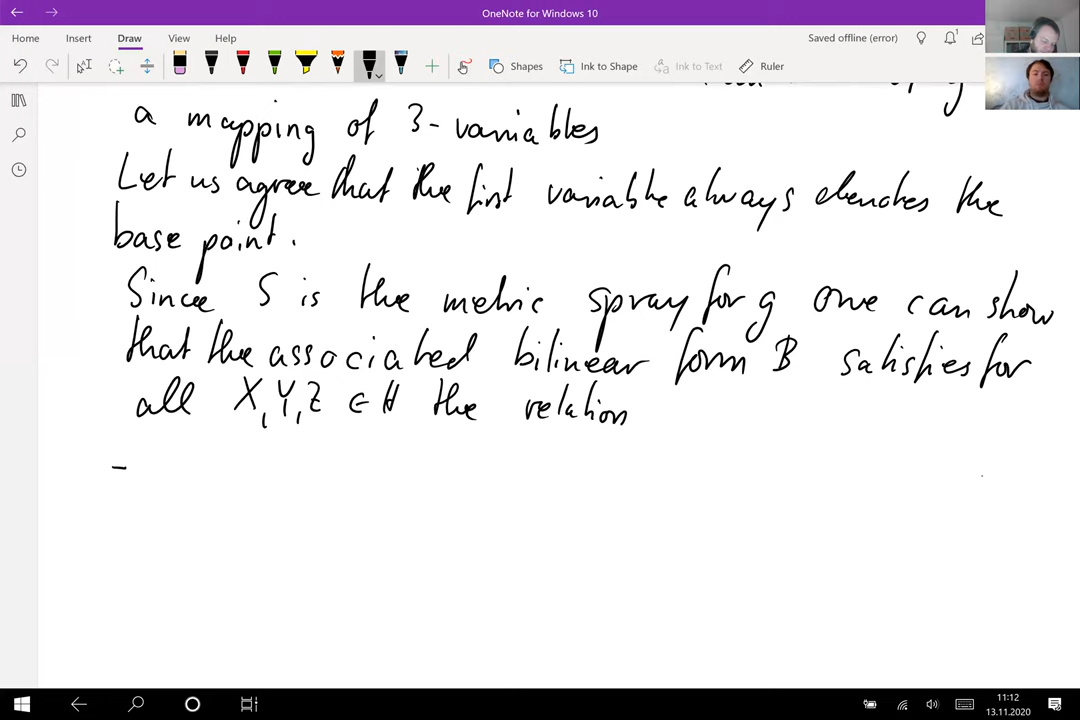 OneNote for Windows 10
Home Insert Draw View Help
Saved offline (error)
Shapes Ink to Shape Ink to Text Ruler
a mapping of 3-variables
Let us agree that the first variable always denotes the
base point.
Since S is the metric spray for g one can show
that the associated bilinear form B satisfies for
all X, Y, Z ∈ H the relation
–
11:12
13.11.2020